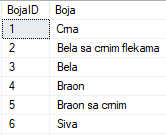 BojaID Boja
1 Crna
2 Bela sa crnim flekama
3 Bela
4 Braon
5 Braon sa crnim
6 Siva